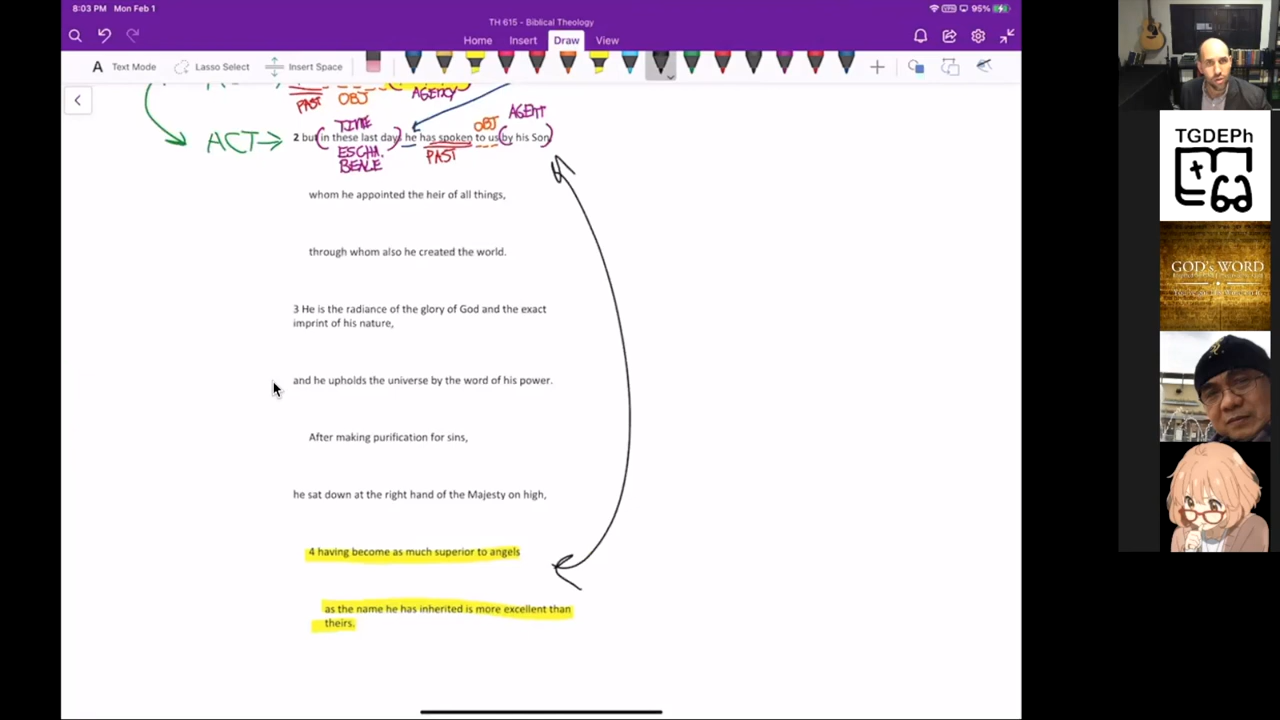 8:03 PM Mon Feb 1
VPN
95%
TH 615 - Biblical Theology
Home Insert Draw View
A Text Mode Lasso Select Insert Space
PAST OBJ AGENCY
TIME OBJ AGENT
ACT→ 2 but (in these last days) he has spoken to us (by his Son)
ESCHA. PAST
BEALE
whom he appointed the heir of all things,
through whom also he created the world.
3 He is the radiance of the glory of God and the exact
imprint of his nature,
and he upholds the universe by the word of his power.
After making purification for sins,
he sat down at the right hand of the Majesty on high,
4 having become as much superior to angels
as the name he has inherited is more excellent than
theirs.
TGDEPh
GOD's WORD